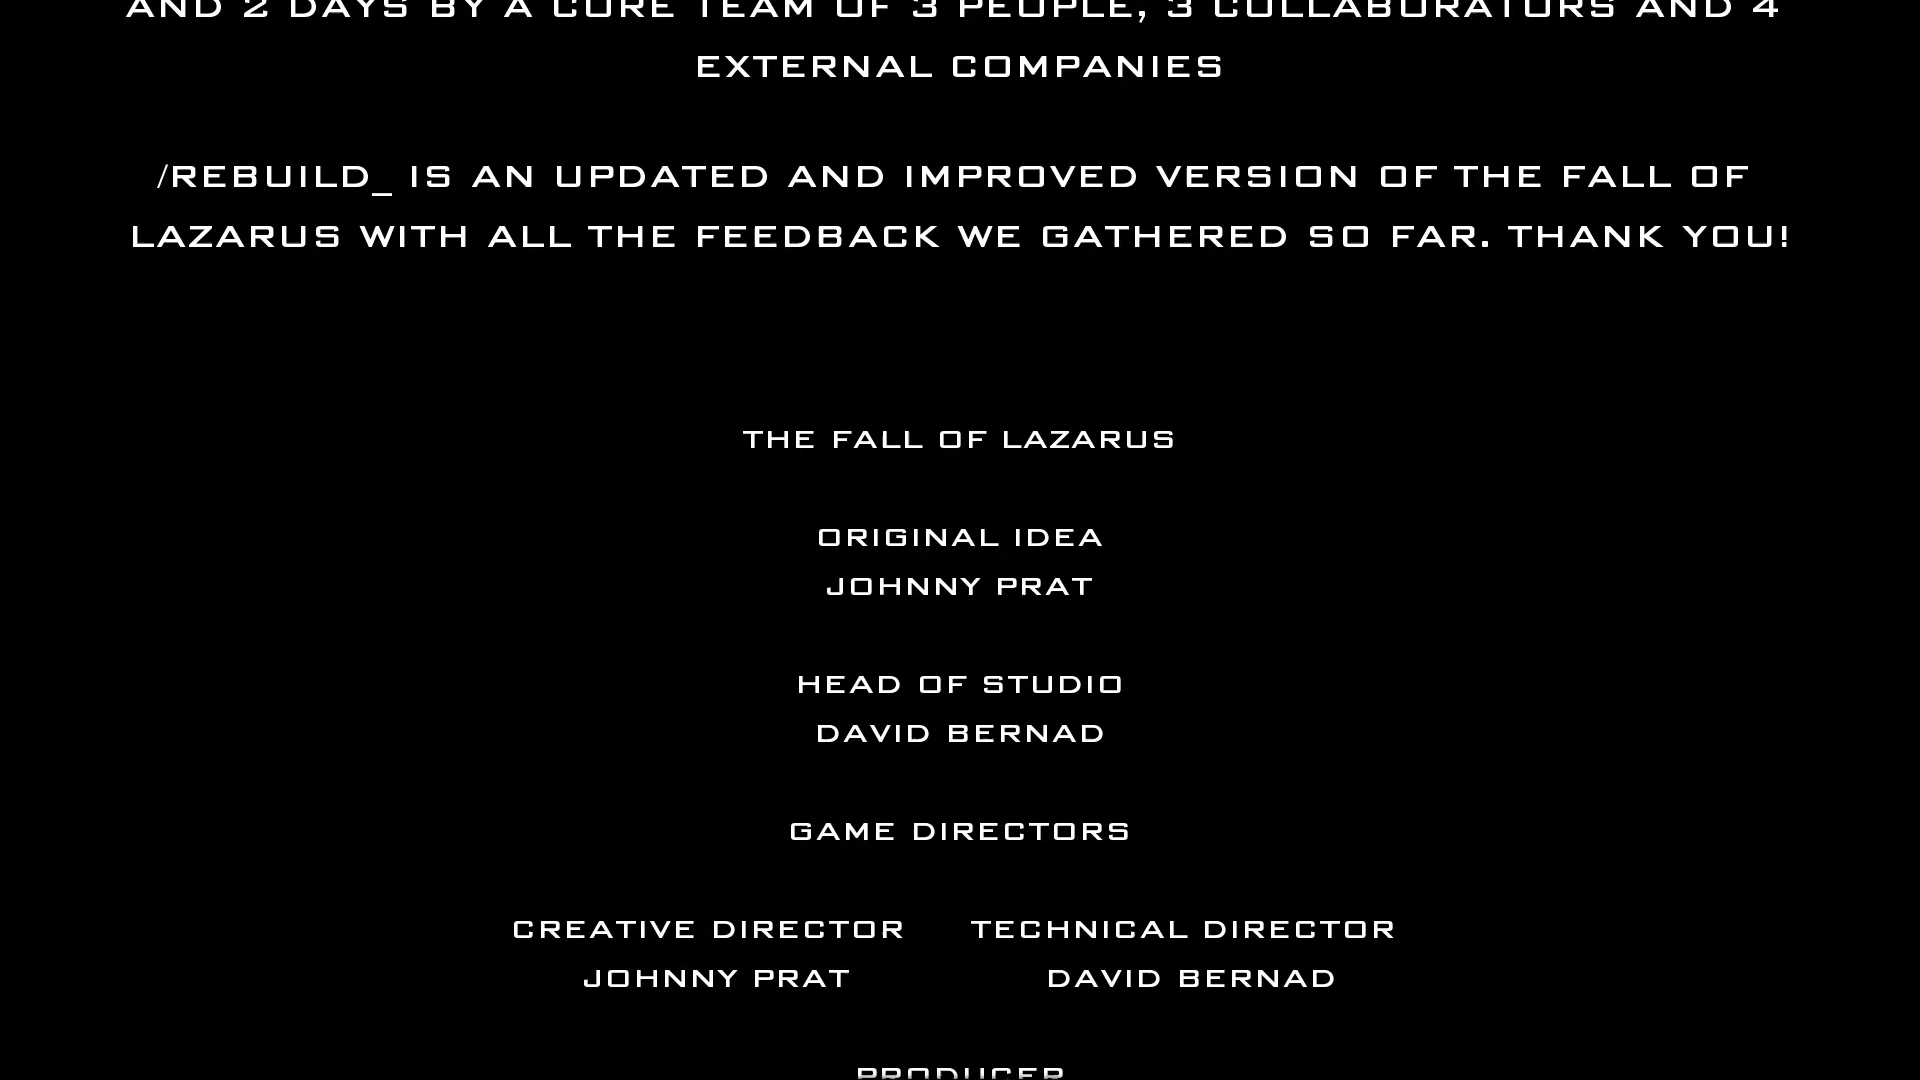 AND 2 DAYS BY A CORE TEAM OF 3 PEOPLE, 3 COLLABORATORS AND 4
EXTERNAL COMPANIES
/REBUILD_ IS AN UPDATED AND IMPROVED VERSION OF THE FALL OF
LAZARUS WITH ALL THE FEEDBACK WE GATHERED SO FAR. THANK YOU!
THE FALL OF LAZARUS
ORIGINAL IDEA
JOHNNY PRAT
HEAD OF STUDIO
DAVID BERNAD
GAME DIRECTORS
CREATIVE DIRECTOR TECHNICAL DIRECTOR
JOHNNY PRAT DAVID BERNAD
PRODUCER